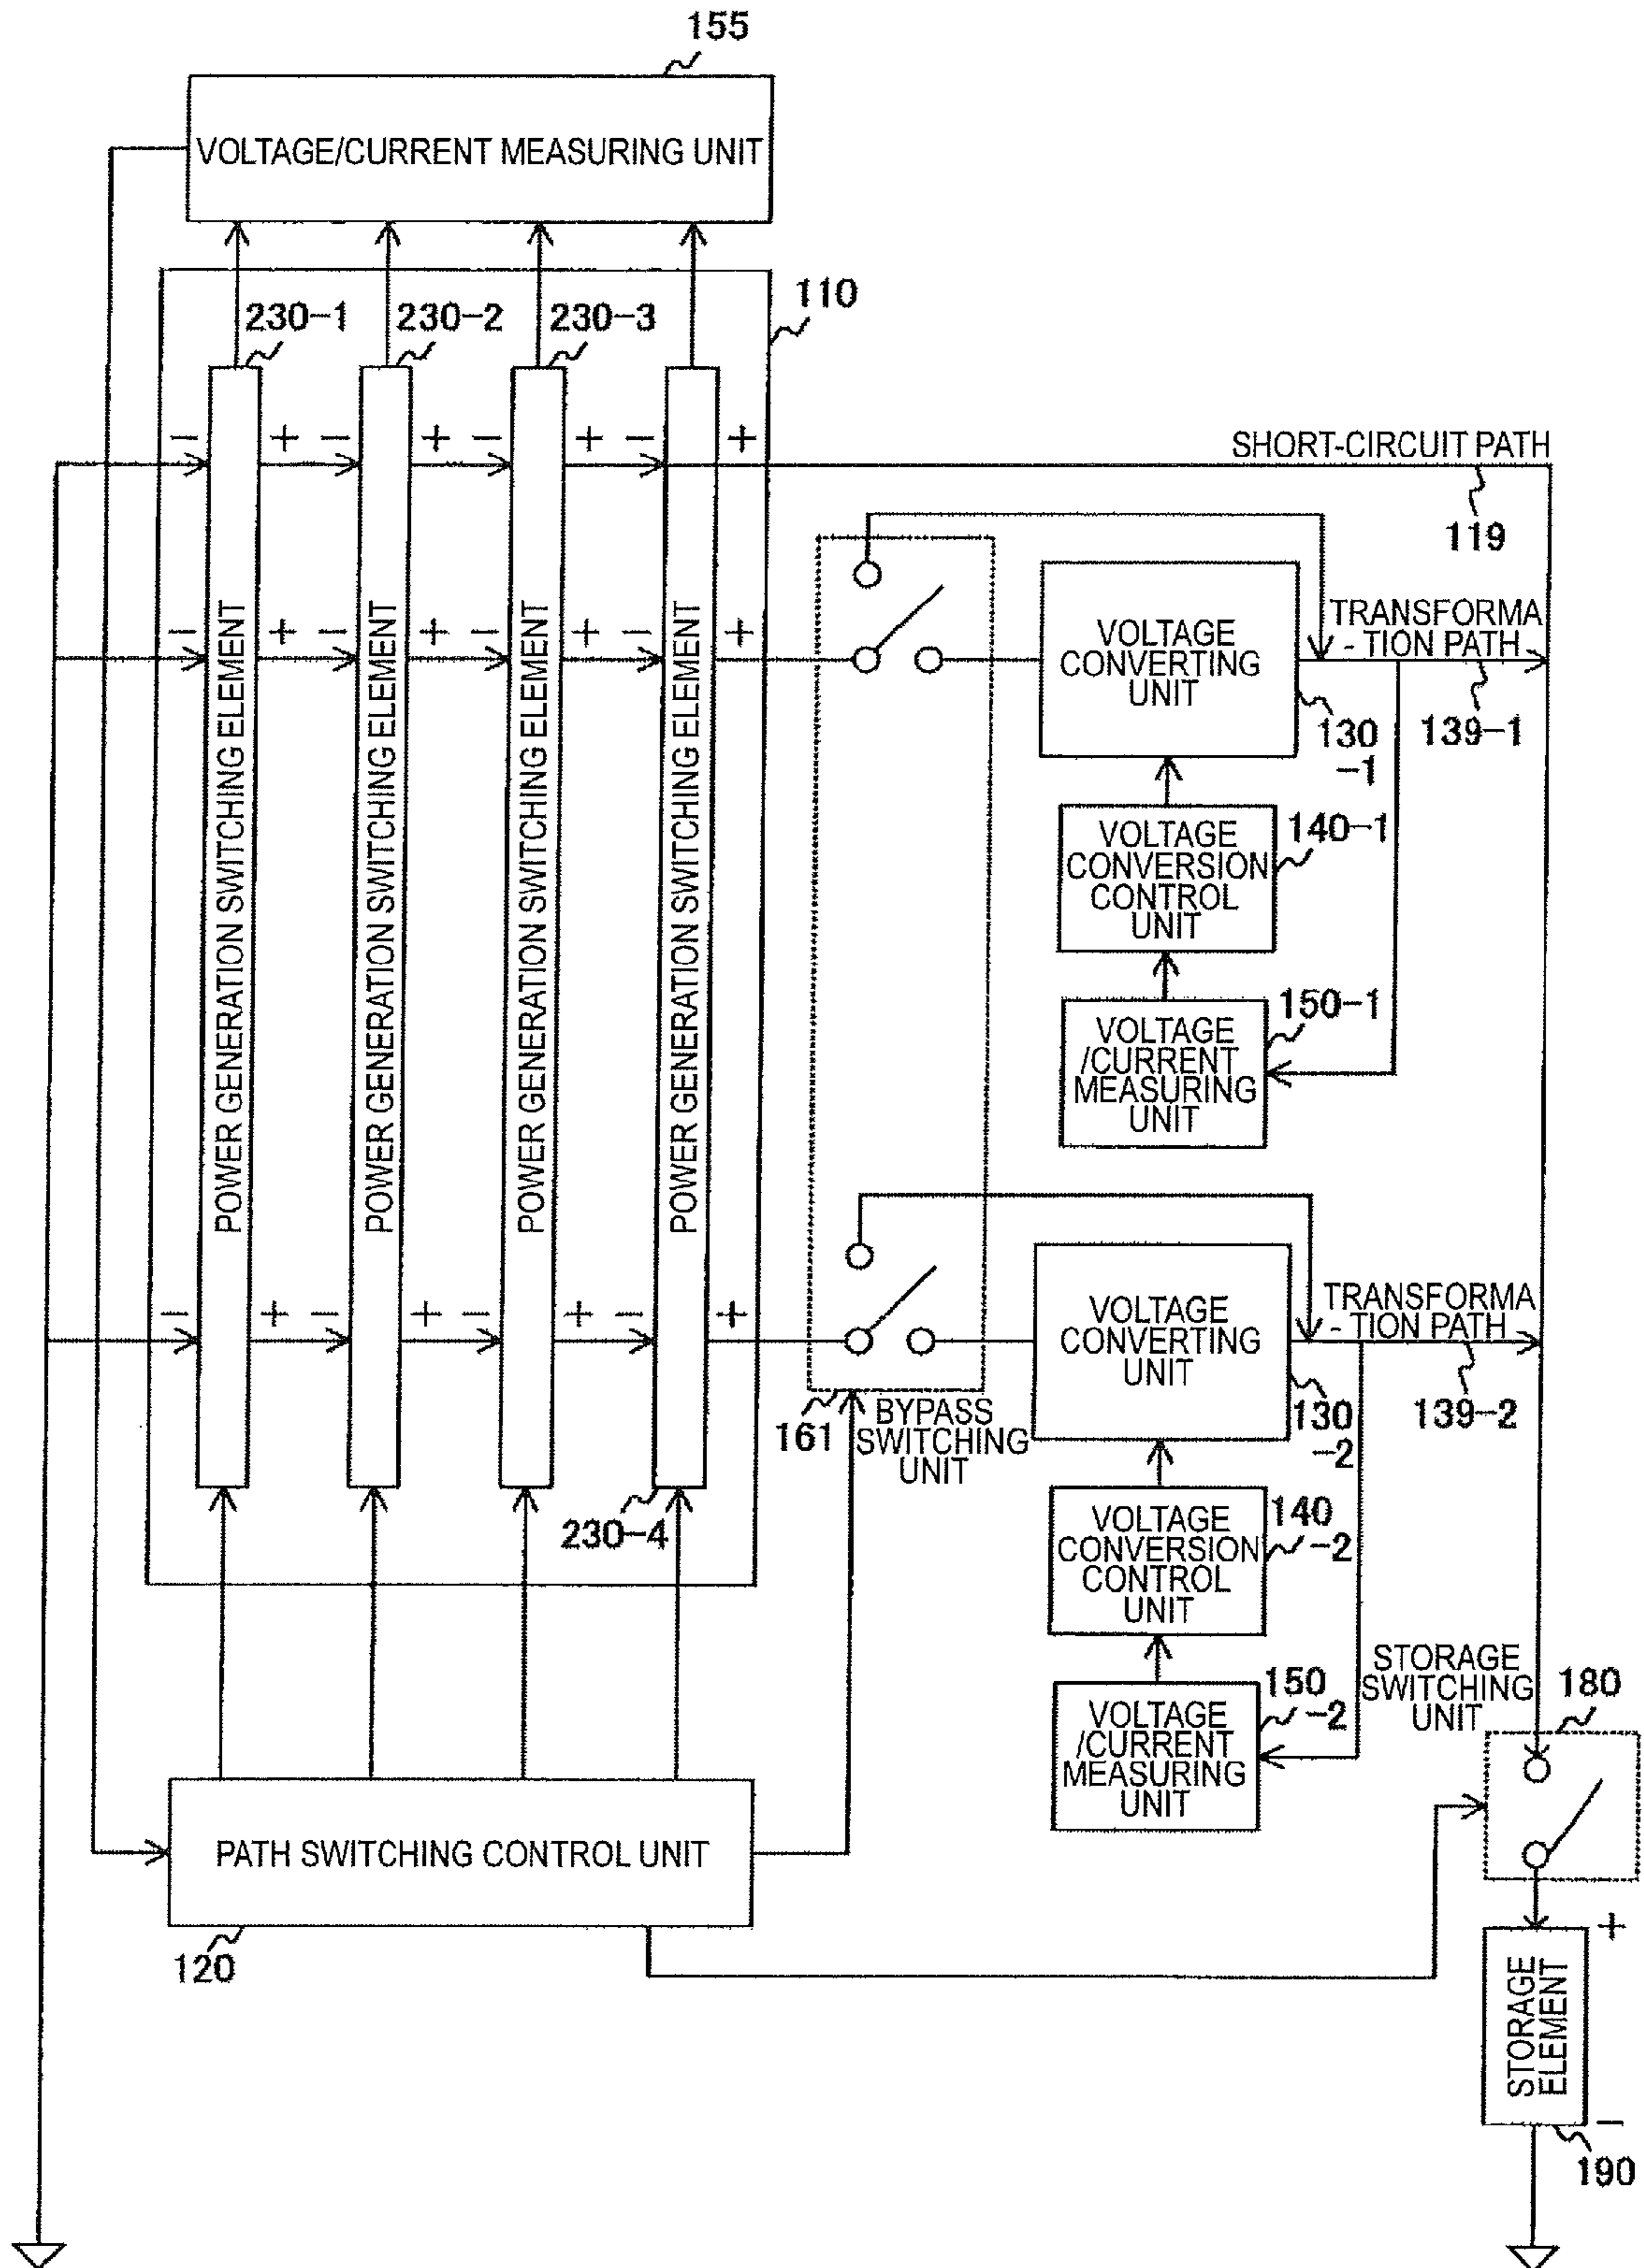 155
VOLTAGE/CURRENT MEASURING UNIT
230-1
230-2
230-3
110
− + − + − + − +
SHORT-CIRCUIT PATH
119
− + − + − + − +
POWER GENERATION SWITCHING ELEMENT
POWER GENERATION SWITCHING ELEMENT
POWER GENERATION SWITCHING ELEMENT
POWER GENERATION SWITCHING ELEMENT
VOLTAGE
CONVERTING
UNIT
TRANSFORMA
- TION PATH
130
-1
139-1
VOLTAGE
CONVERSION
CONTROL
UNIT
140-1
VOLTAGE
/CURRENT
MEASURING
UNIT
150-1
− + − + − + − +
VOLTAGE
CONVERTING
UNIT
TRANSFORMA
- TION PATH
130
-2
139-2
161
BYPASS
SWITCHING
UNIT
230-4
VOLTAGE
CONVERSION
CONTROL
UNIT
140
-2
VOLTAGE
/CURRENT
MEASURING
UNIT
150
-2
STORAGE
SWITCHING
UNIT
180
PATH SWITCHING CONTROL UNIT
120
+
STORAGE
ELEMENT
−
190